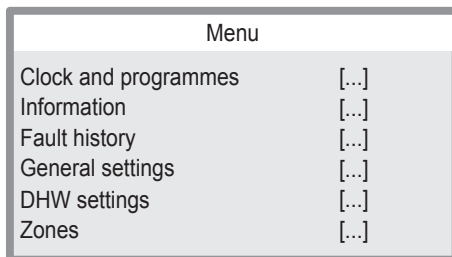 Menu
Clock and programmes [...]
Information [...]
Fault history [...]
General settings [...]
DHW settings [...]
Zones [...]